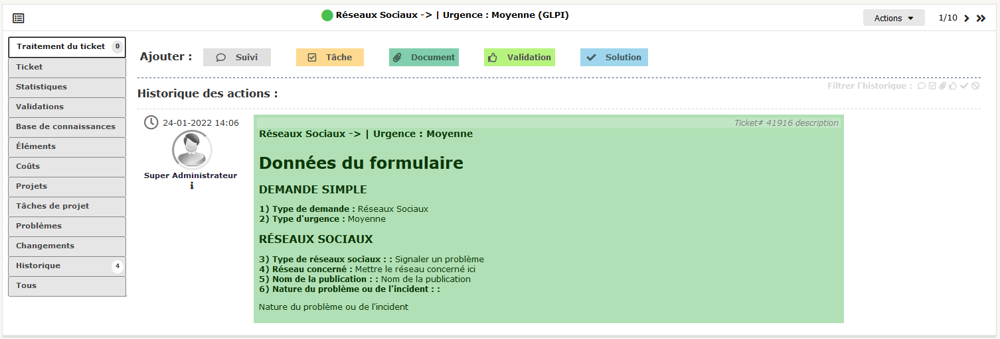 Réseaux Sociaux -> | Urgence : Moyenne (GLPI)
Actions
1/10
Traitement du ticket 0
Ticket
Statistiques
Validations
Base de connaissances
Éléments
Coûts
Projets
Tâches de projet
Problèmes
Changements
Historique 4
Tous
Ajouter : Suivi Tâche Document Validation Solution
Filtrer l'historique :
Historique des actions :
24-01-2022 14:06
Super Administrateur
Ticket# 41916 description
Réseaux Sociaux -> | Urgence : Moyenne
Données du formulaire
DEMANDE SIMPLE
1) Type de demande : Réseaux Sociaux
2) Type d'urgence : Moyenne
RÉSEAUX SOCIAUX
3) Type de réseaux sociaux : : Signaler un problème
4) Réseau concerné : Mettre le réseau concerné ici
5) Nom de la publication : : Nom de la publication
6) Nature du problème ou de l'incident : :
Nature du problème ou de l'incident